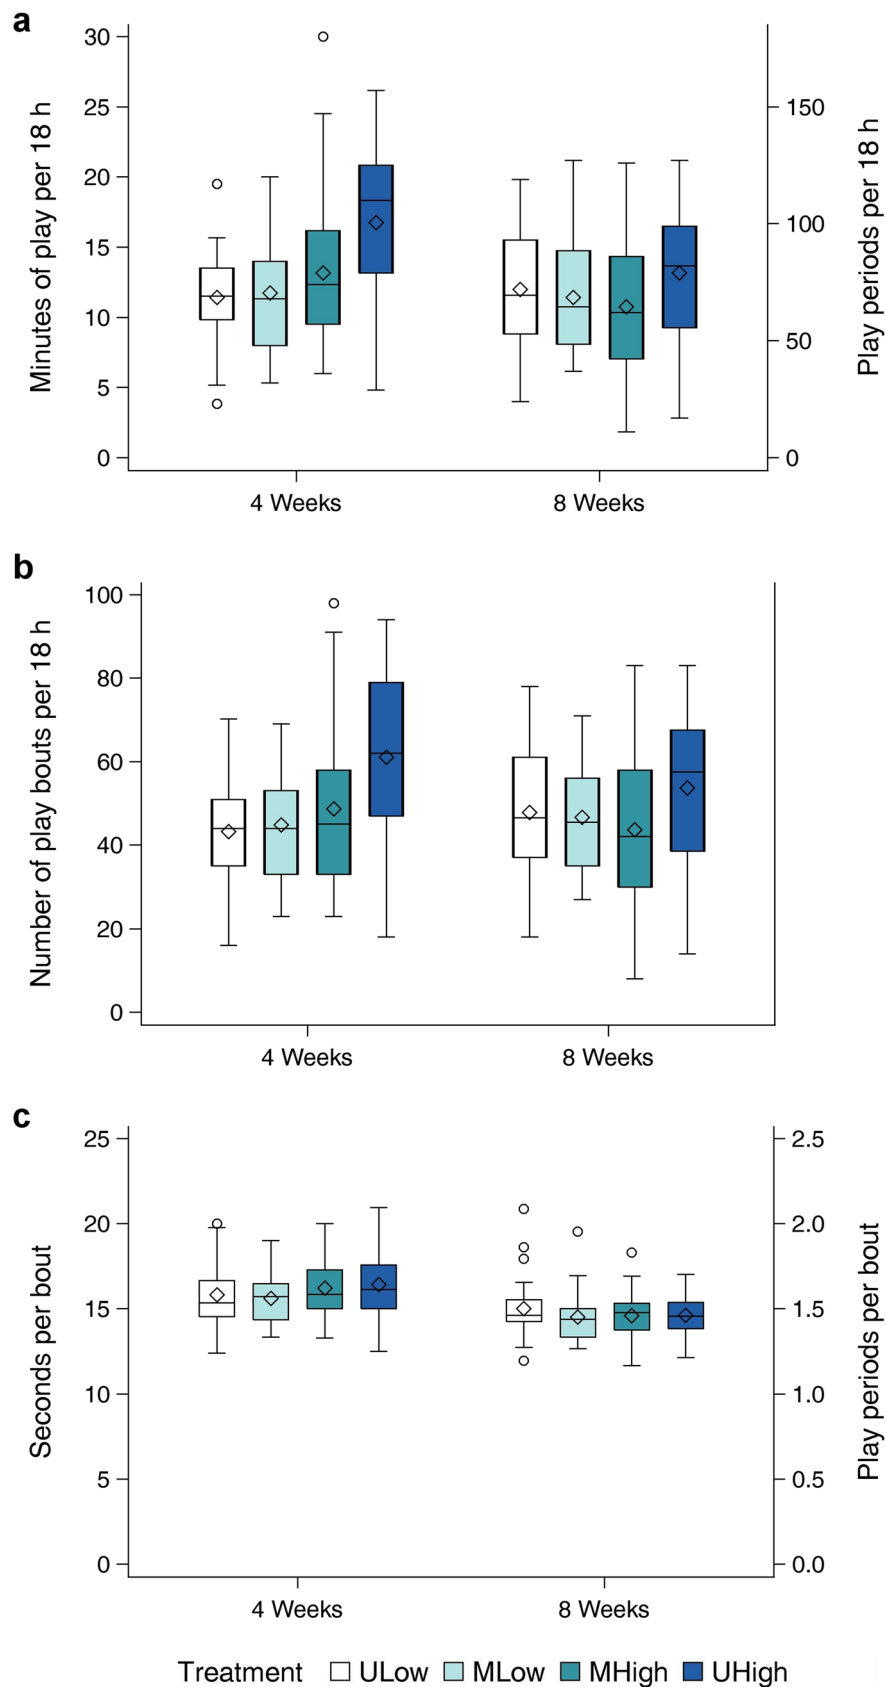 a
Minutes of play per 18 h
30
25
20
15
10
5
0
150
100
50
0
Play periods per 18 h
4 Weeks
8 Weeks
b
Number of play bouts per 18 h
100
80
60
40
20
0
4 Weeks
8 Weeks
c
Seconds per bout
25
20
15
10
5
0
2.5
2.0
1.5
1.0
0.5
0.0
Play periods per bout
4 Weeks
8 Weeks
Treatment ULow MLow MHigh UHigh